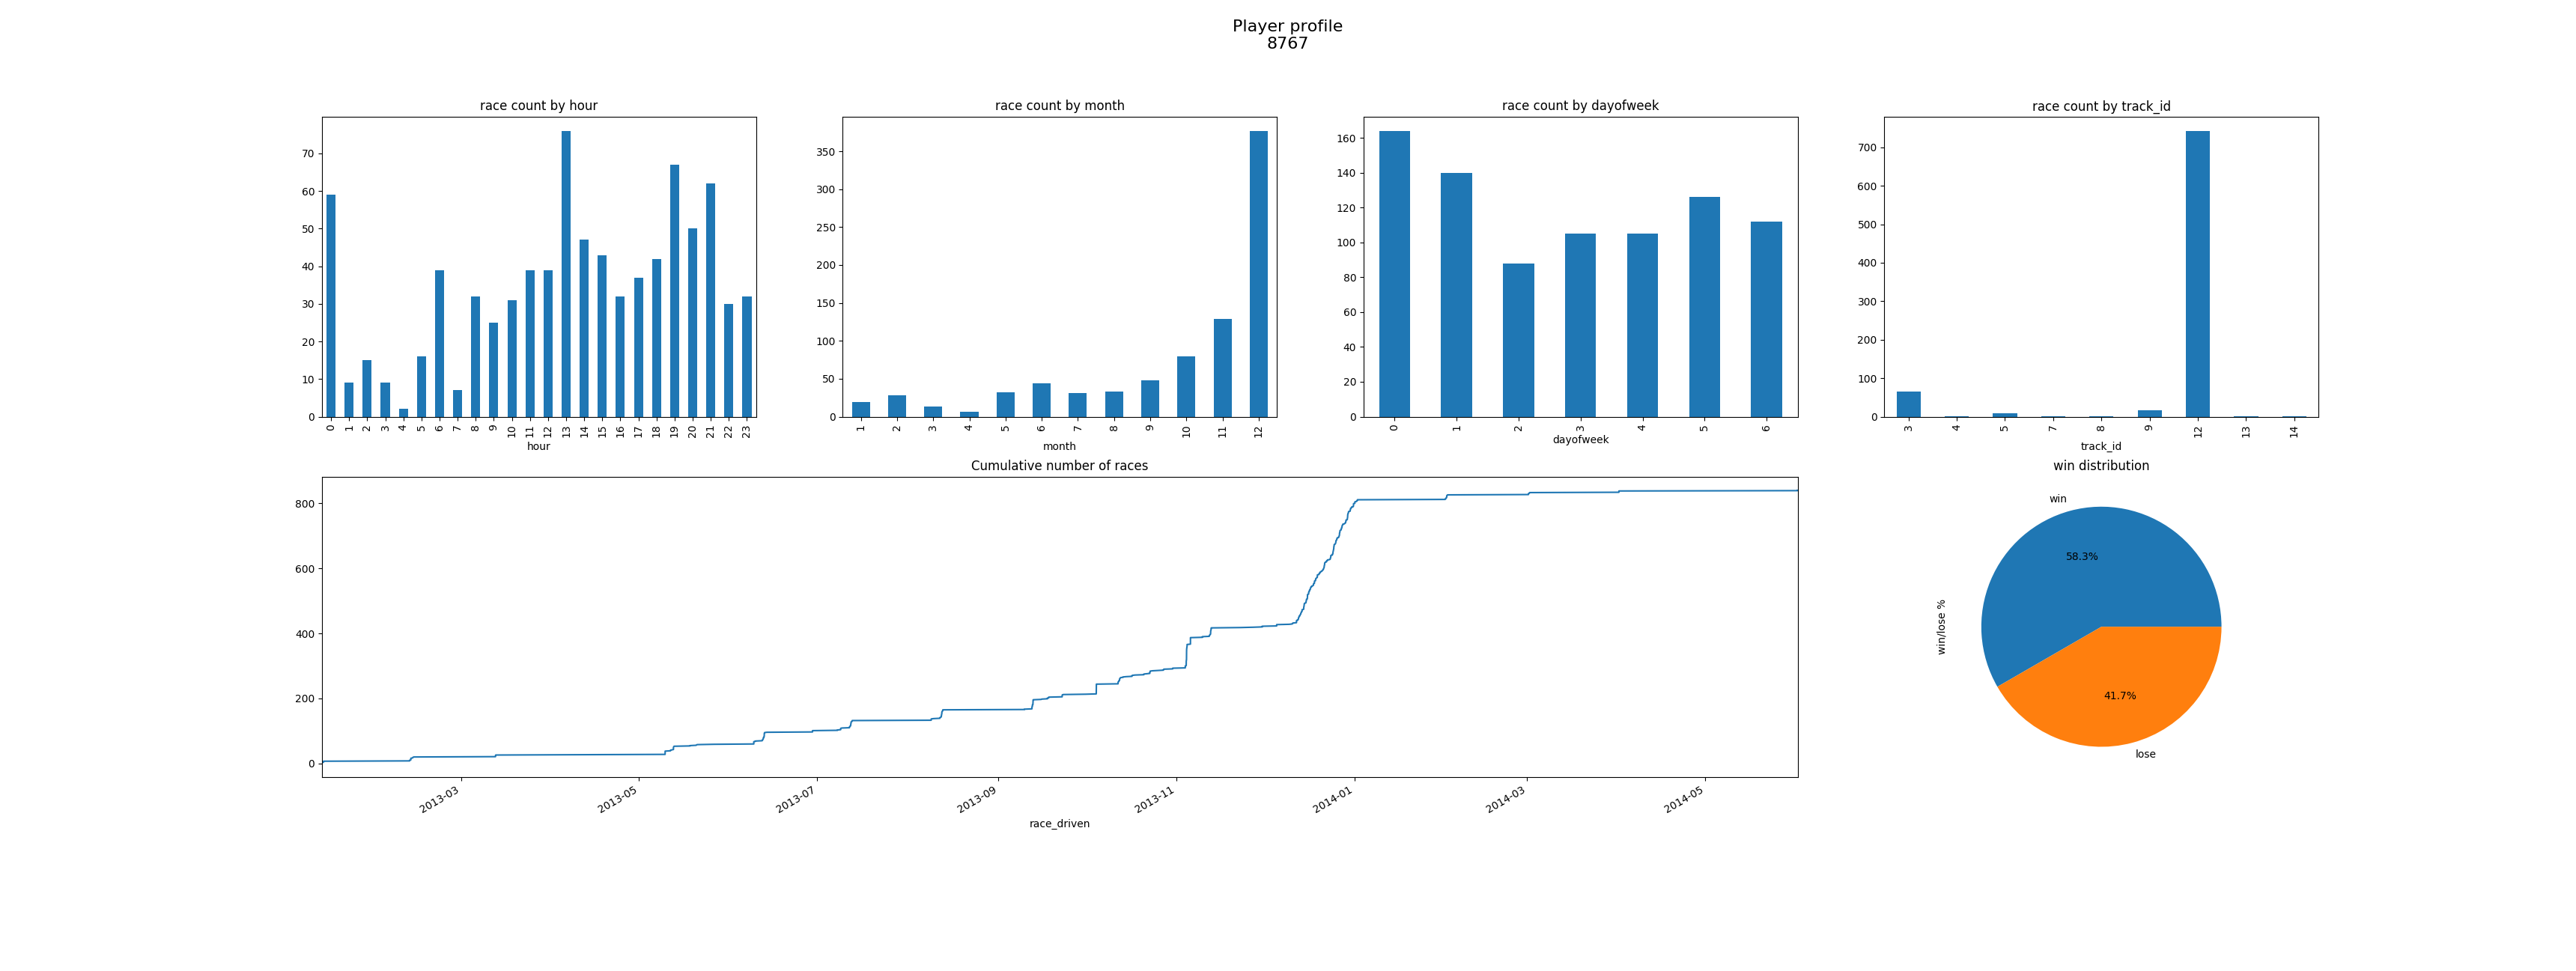 Player profile
8767
race count by hour
70
60
50
40
30
20
10
0
0 1 2 3 4 5 6 7 8 9 10 11 12 13 14 15 16 17 18 19 20 21 22 23
hour
race count by month
350
300
250
200
150
100
50
0
1 2 3 4 5 6 7 8 9 10 11 12
month
race count by dayofweek
160
140
120
100
80
60
40
20
0
0 1 2 3 4 5 6
dayofweek
race count by track_id
700
600
500
400
300
200
100
0
3 4 5 7 8 9 12 13 14
track_id
Cumulative number of races
800
600
400
200
0
2013-03 2013-05 2013-07 2013-09 2013-11 2014-01 2014-03 2014-05
race_driven
win distribution
win
58.3%
win/lose %
41.7%
lose